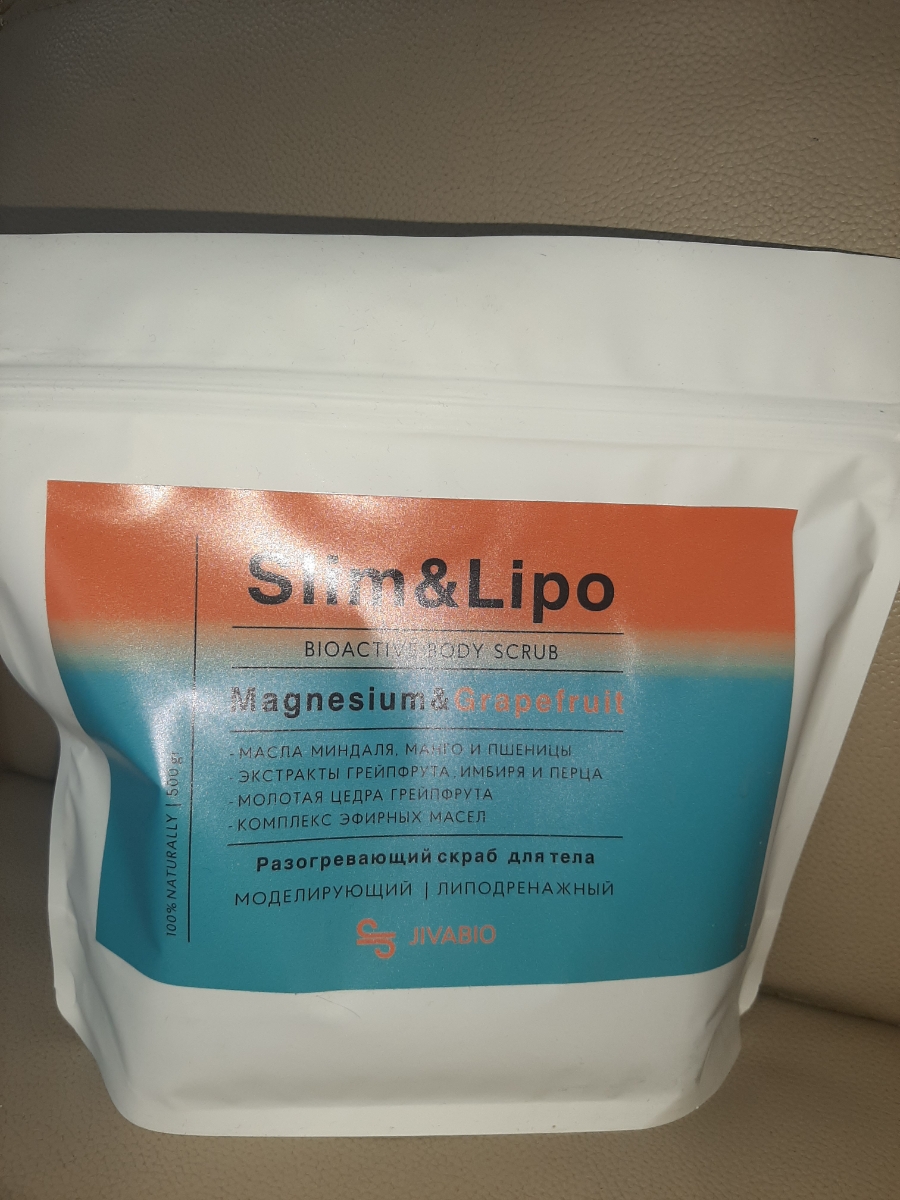 Slim&Lipo
BIOACTIVE BODY SCRUB
Magnesium&Grapefruit
- МАСЛА МИНДАЛЯ, МАНГО И ПШЕНИЦЫ
- ЭКСТРАКТЫ ГРЕЙПФРУТА, ИМБИРЯ И ПЕРЦА
- МОЛОТАЯ ЦЕДРА ГРЕЙПФРУТА
- КОМПЛЕКС ЭФИРНЫХ МАСЕЛ
Разогревающий скраб для тела
МОДЕЛИРУЮЩИЙ | ЛИПОДРЕНАЖНЫЙ
JIVABIO
100% NATURALLY | 500 gr